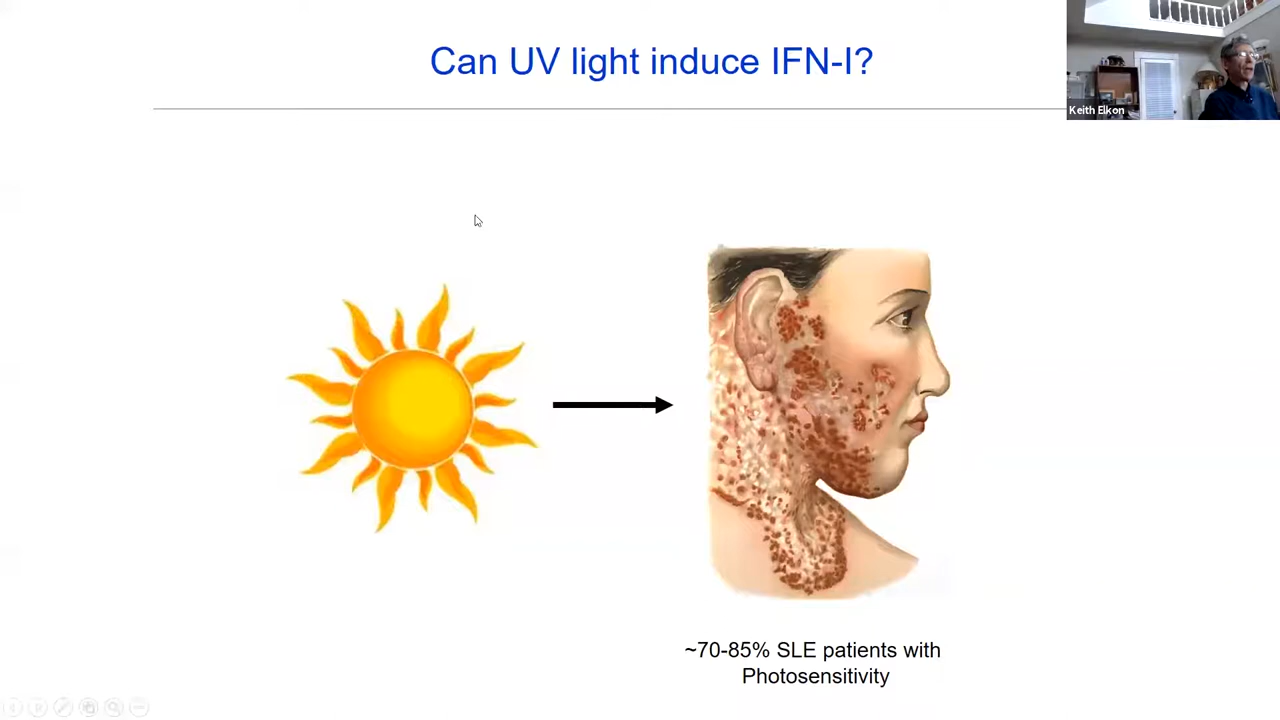 Can UV light induce IFN-I?
Keith Elkon
~70-85% SLE patients with
Photosensitivity